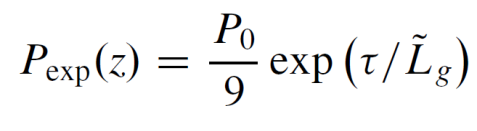 P_exp(z) = P_0/9 exp(τ/L̃_g)